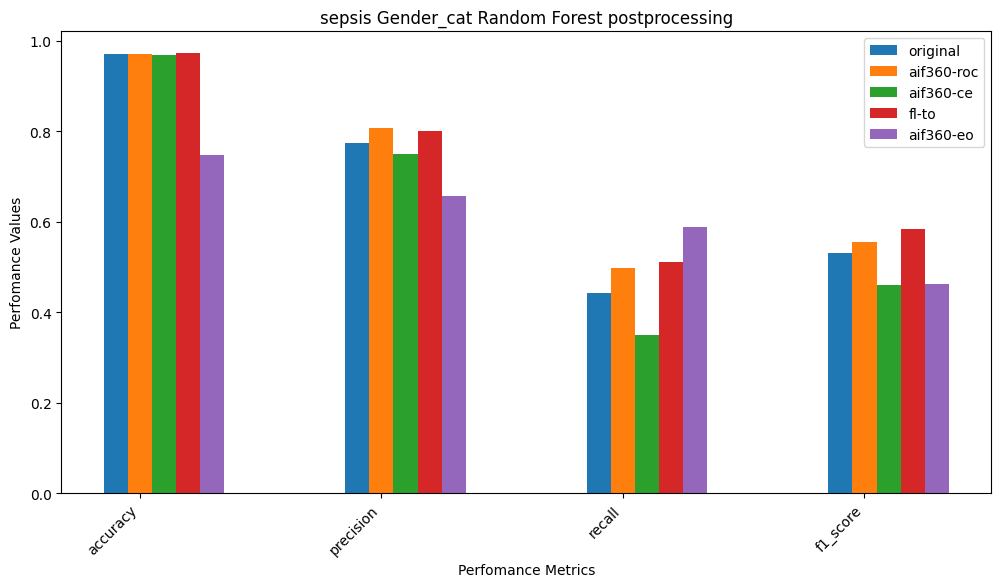 sepsis Gender_cat Random Forest postprocessing
original
aif360-roc
aif360-ce
fl-to
aif360-eo
Perfomance Values
1.0
0.8
0.6
0.4
0.2
0.0
accuracy
precision
recall
f1_score
Perfomance Metrics